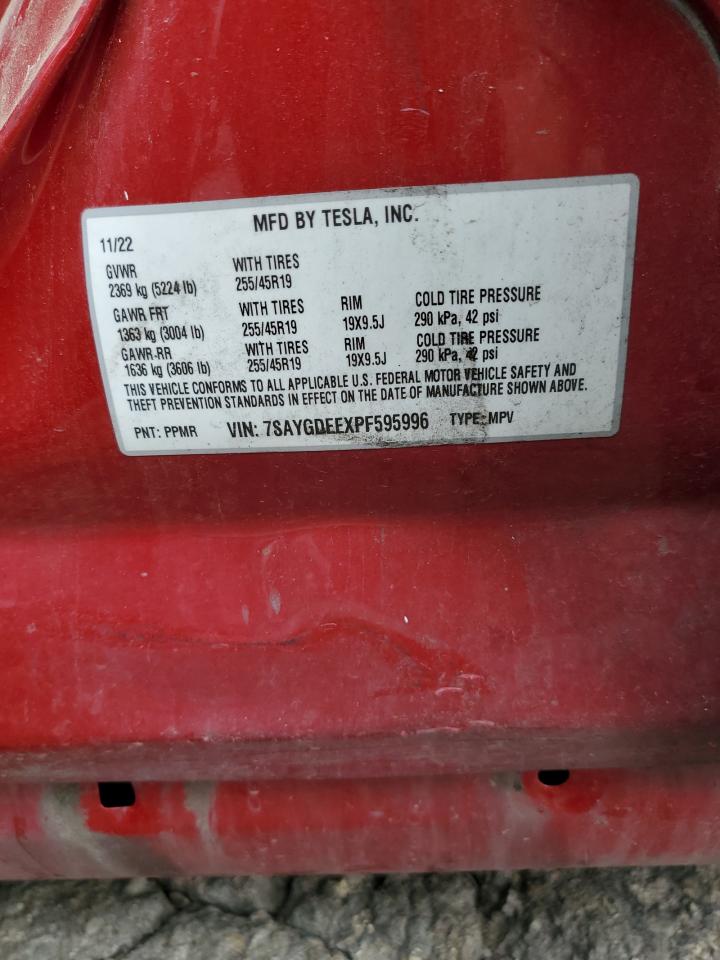 MFD BY TESLA, INC.
11/22
GVWR WITH TIRES
2369 kg (5224 lb) 255/45R19
GAWR FRT WITH TIRES RIM COLD TIRE PRESSURE
1363 kg (3004 lb) 255/45R19 19X9.5J 290 kPa, 42 psi
GAWR RR WITH TIRES RIM COLD TIRE PRESSURE
1636 kg (3606 lb) 255/45R19 19X9.5J 290 kPa, 42 psi
THIS VEHICLE CONFORMS TO ALL APPLICABLE U.S. FEDERAL MOTOR VEHICLE SAFETY AND
THEFT PREVENTION STANDARDS IN EFFECT ON THE DATE OF MANUFACTURE SHOWN ABOVE.
PNT: PPMR VIN: 7SAYGDEEXPF595996 TYPE: MPV